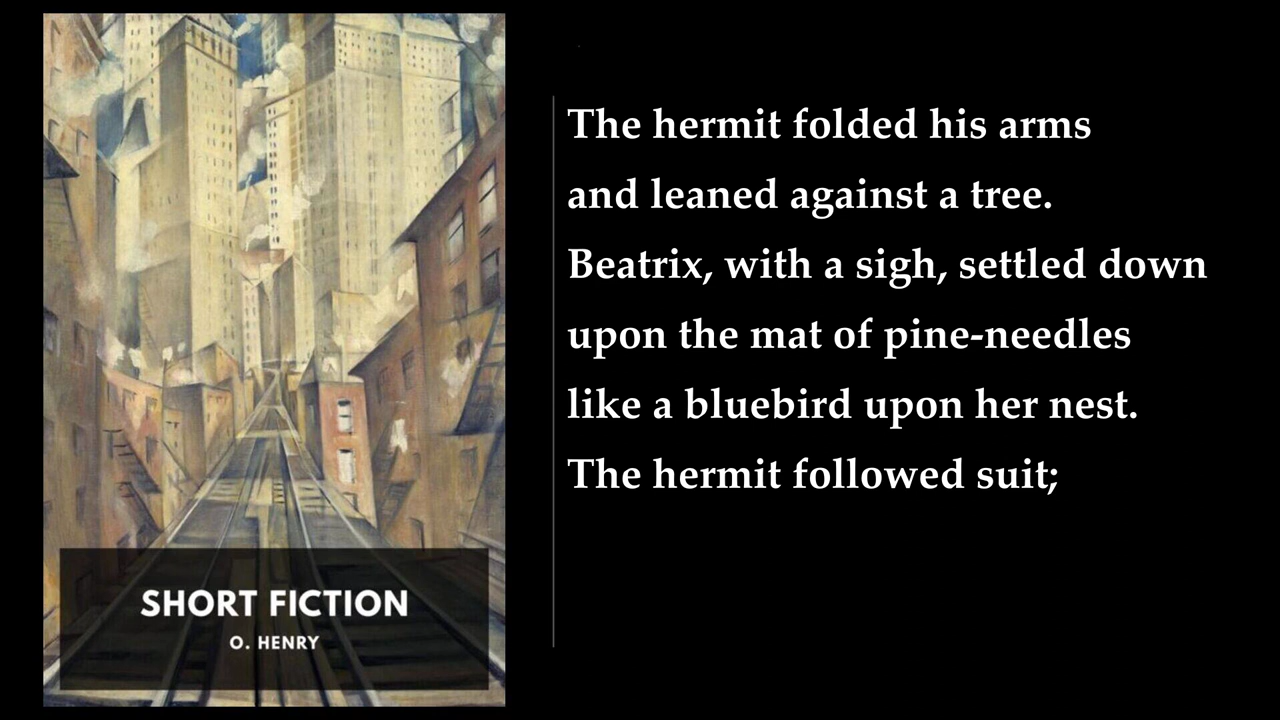 SHORT FICTION
O. HENRY
The hermit folded his arms
and leaned against a tree.
Beatrix, with a sigh, settled down
upon the mat of pine-needles
like a bluebird upon her nest.
The hermit followed suit;